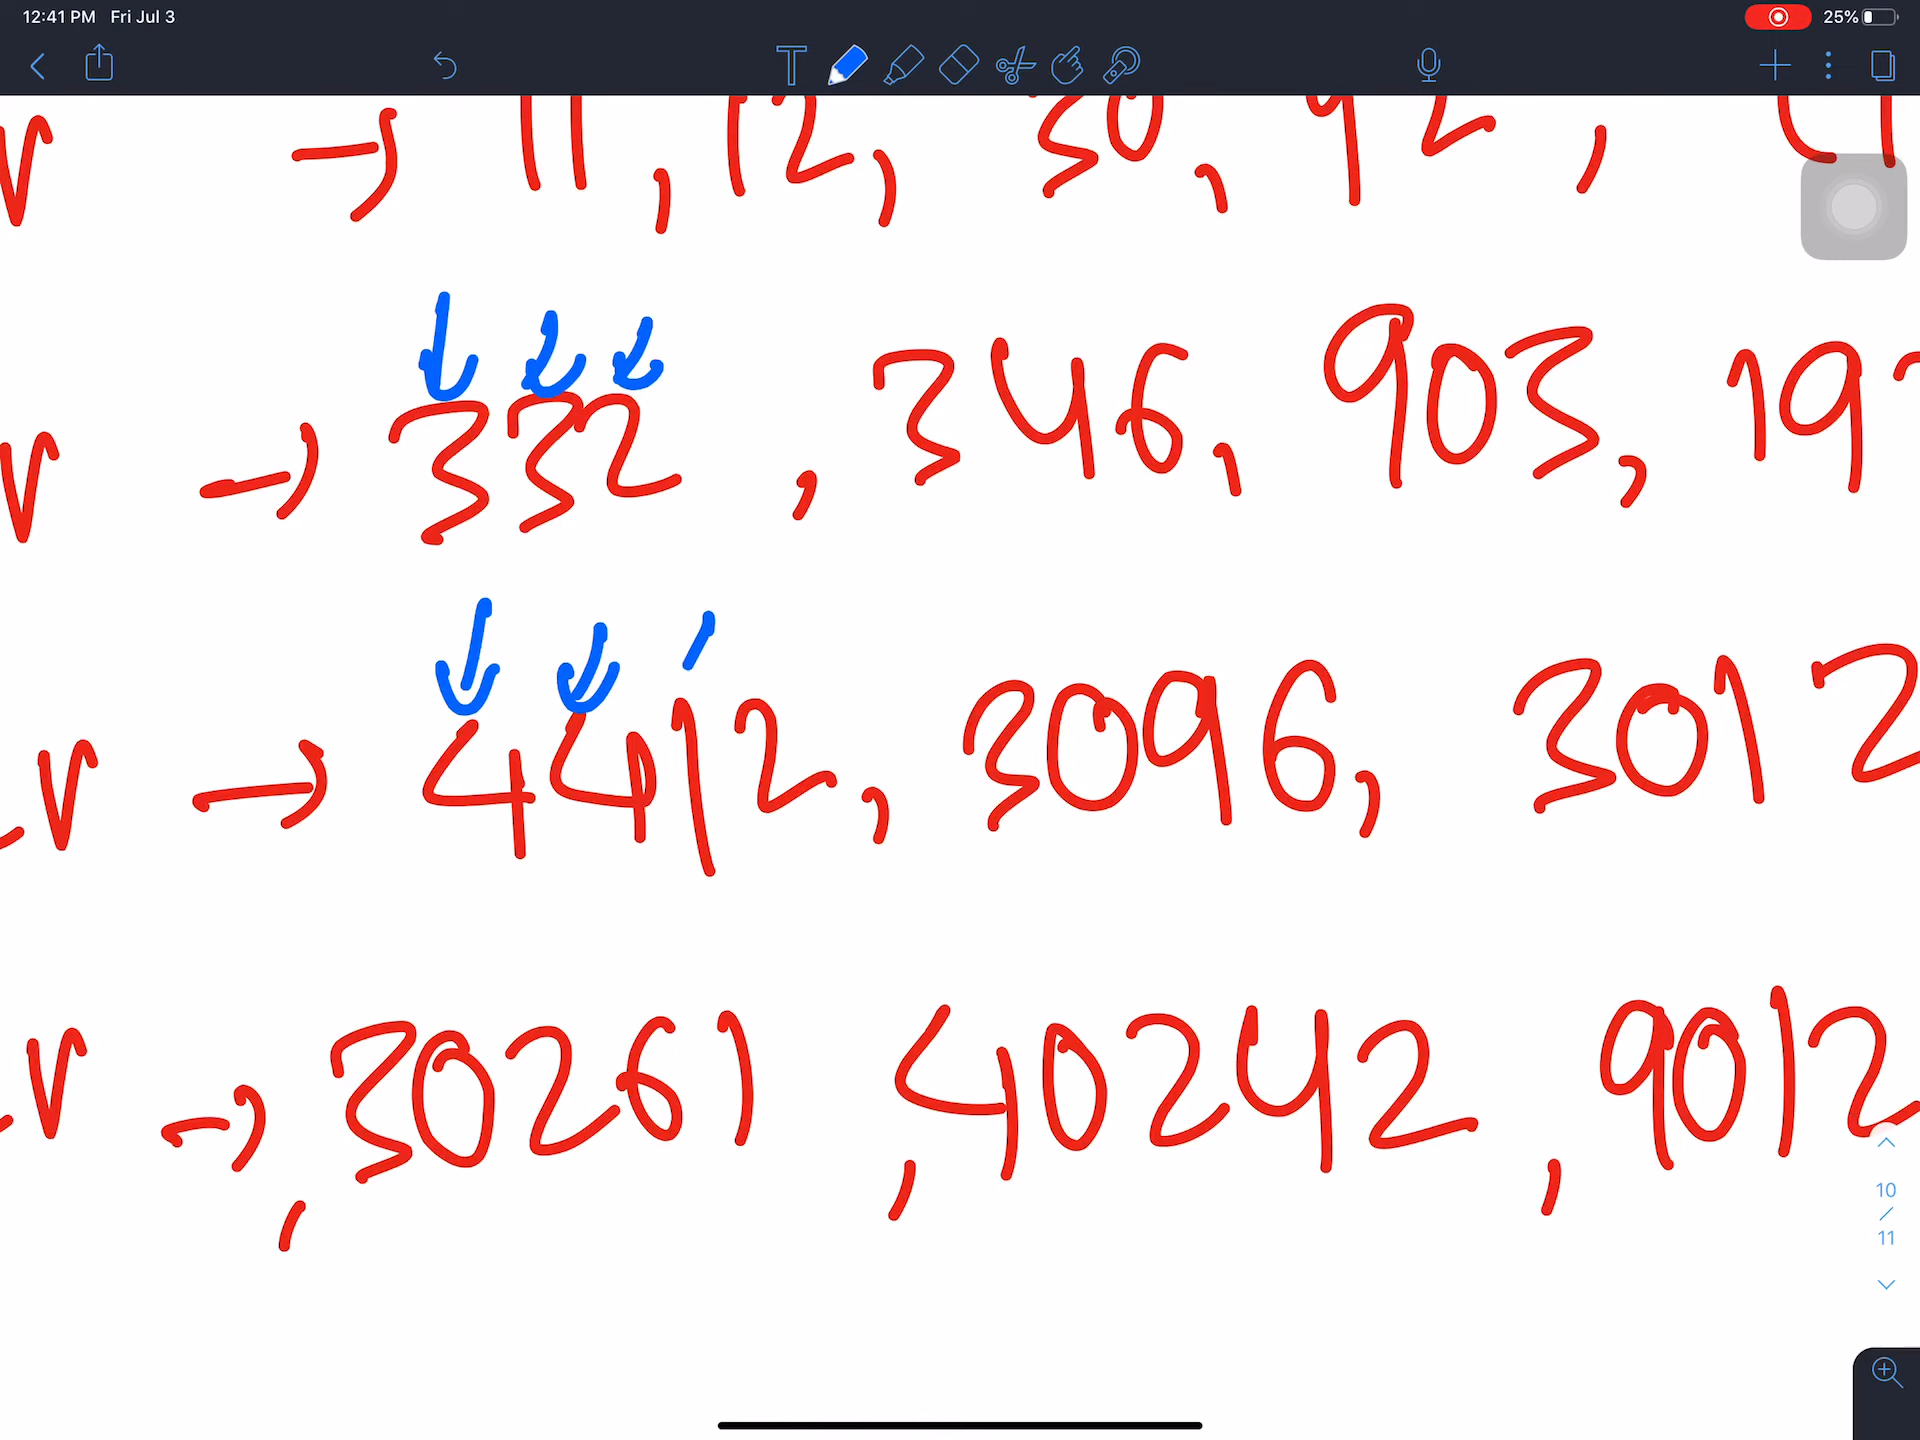 12:41 PM Fri Jul 3 25%
r → 11, 12, 30, 92,
r → 332, 346, 903, 19
r → 4412, 3096, 3012
r → 30261, 40242, 9012
,
10
/
11